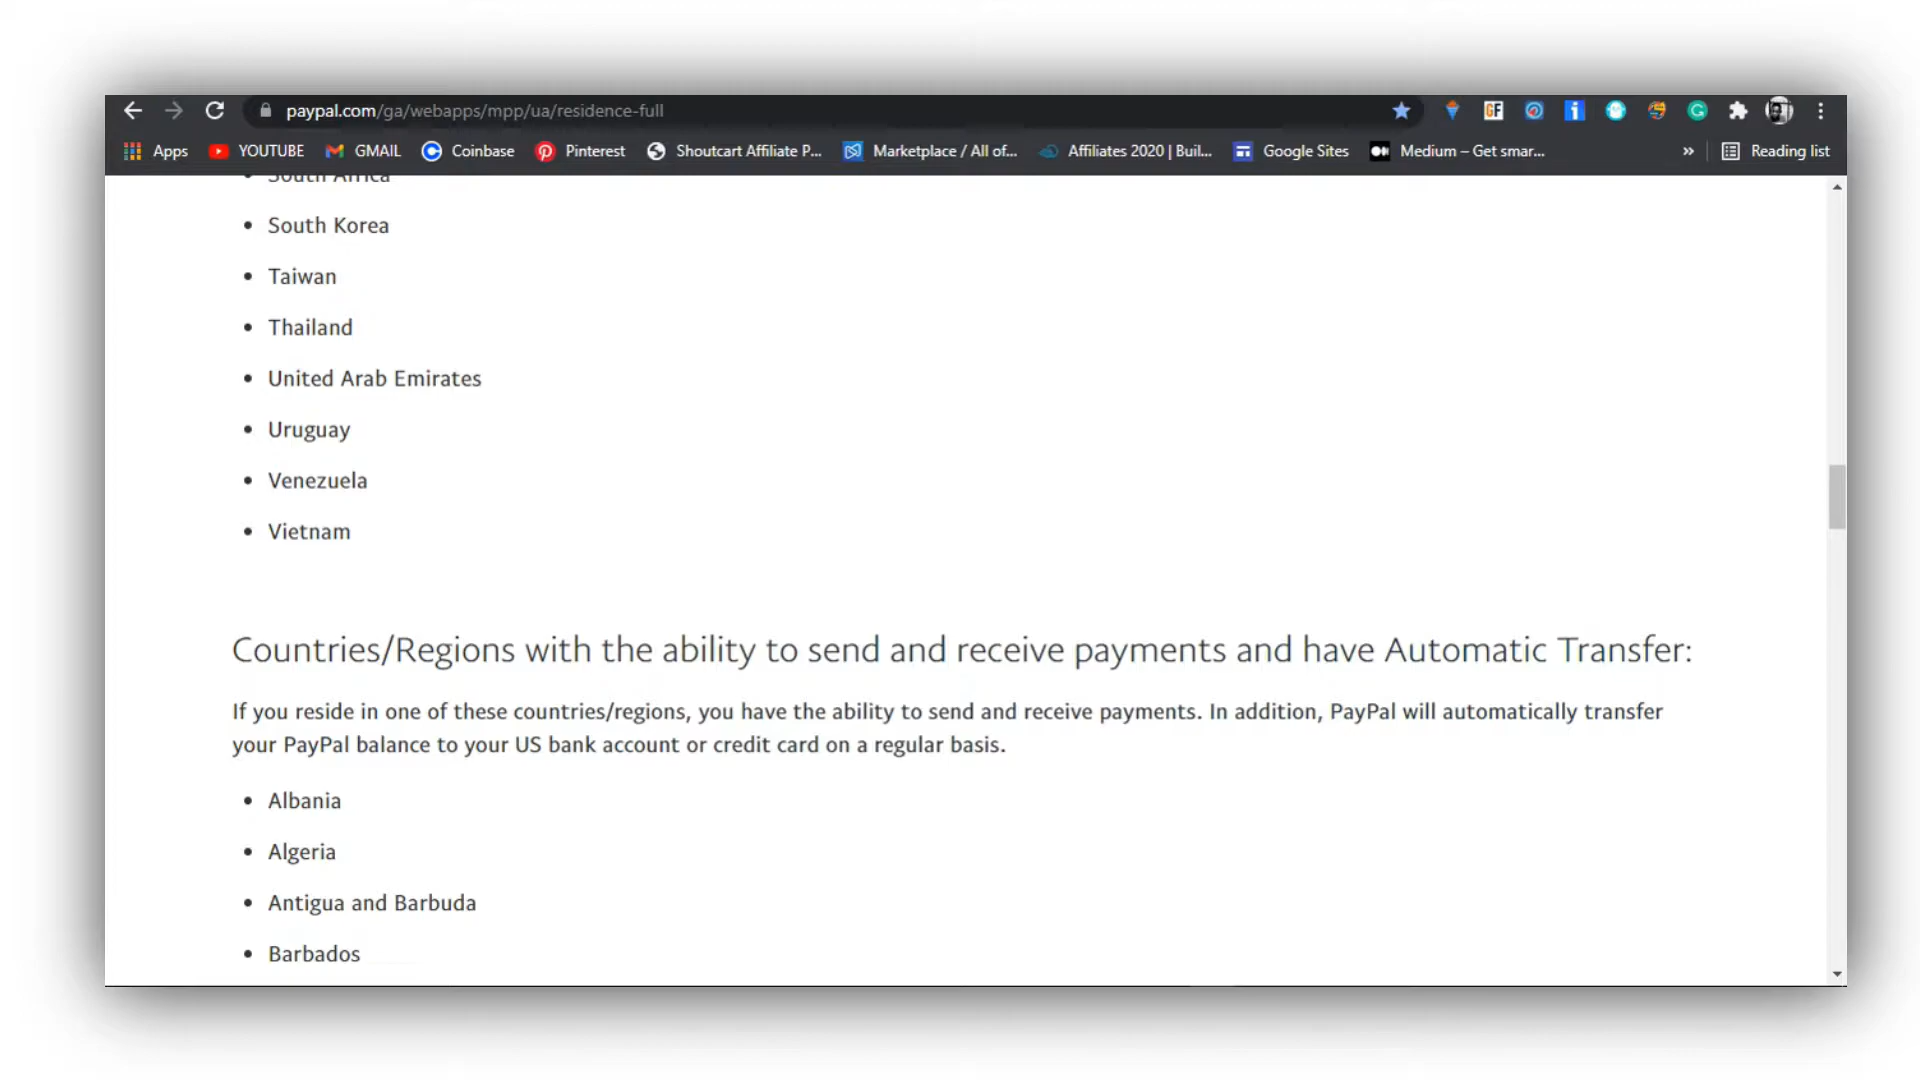 paypal.com/ga/webapps/mpp/ua/residence-full
Apps YOUTUBE GMAIL Coinbase Pinterest Shoutcart Affiliate P... Marketplace / All of... Affiliates 2020 | Buil... Google Sites Medium – Get smar... » Reading list
South Africa
South Korea
Taiwan
Thailand
United Arab Emirates
Uruguay
Venezuela
Vietnam
Countries/Regions with the ability to send and receive payments and have Automatic Transfer:
If you reside in one of these countries/regions, you have the ability to send and receive payments. In addition, PayPal will automatically transfer
your PayPal balance to your US bank account or credit card on a regular basis.
Albania
Algeria
Antigua and Barbuda
Barbados